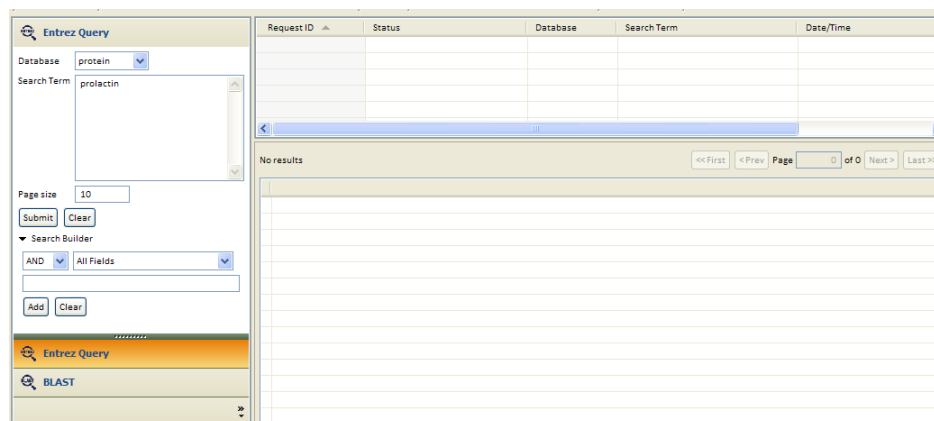 Entrez Query
Database protein
Search Term prolactin
Page size 10
Submit Clear
Search Builder
AND All Fields
Add Clear
Entrez Query
BLAST
»
Request ID Status Database Search Term Date/Time
No results << First < Prev Page 0 of 0 Next > Last >>